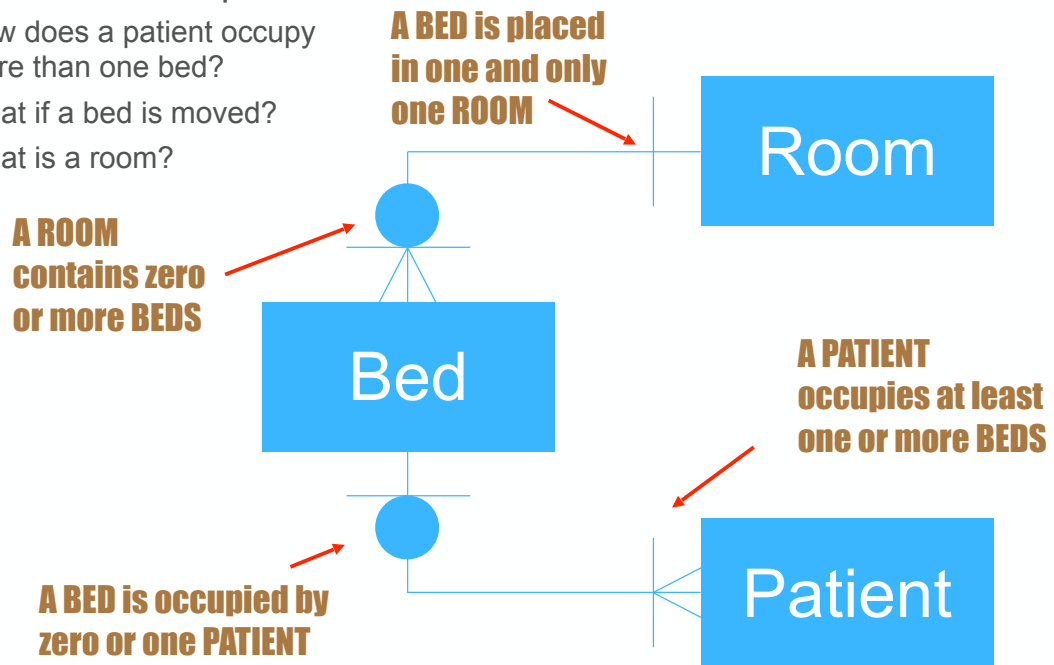 w does a patient occupy
re than one bed?
at if a bed is moved?
at is a room?
A BED is placed
in one and only
one ROOM
Room
A ROOM
contains zero
or more BEDS
Bed
A PATIENT
occupies at least
one or more BEDS
A BED is occupied by
zero or one PATIENT
Patient